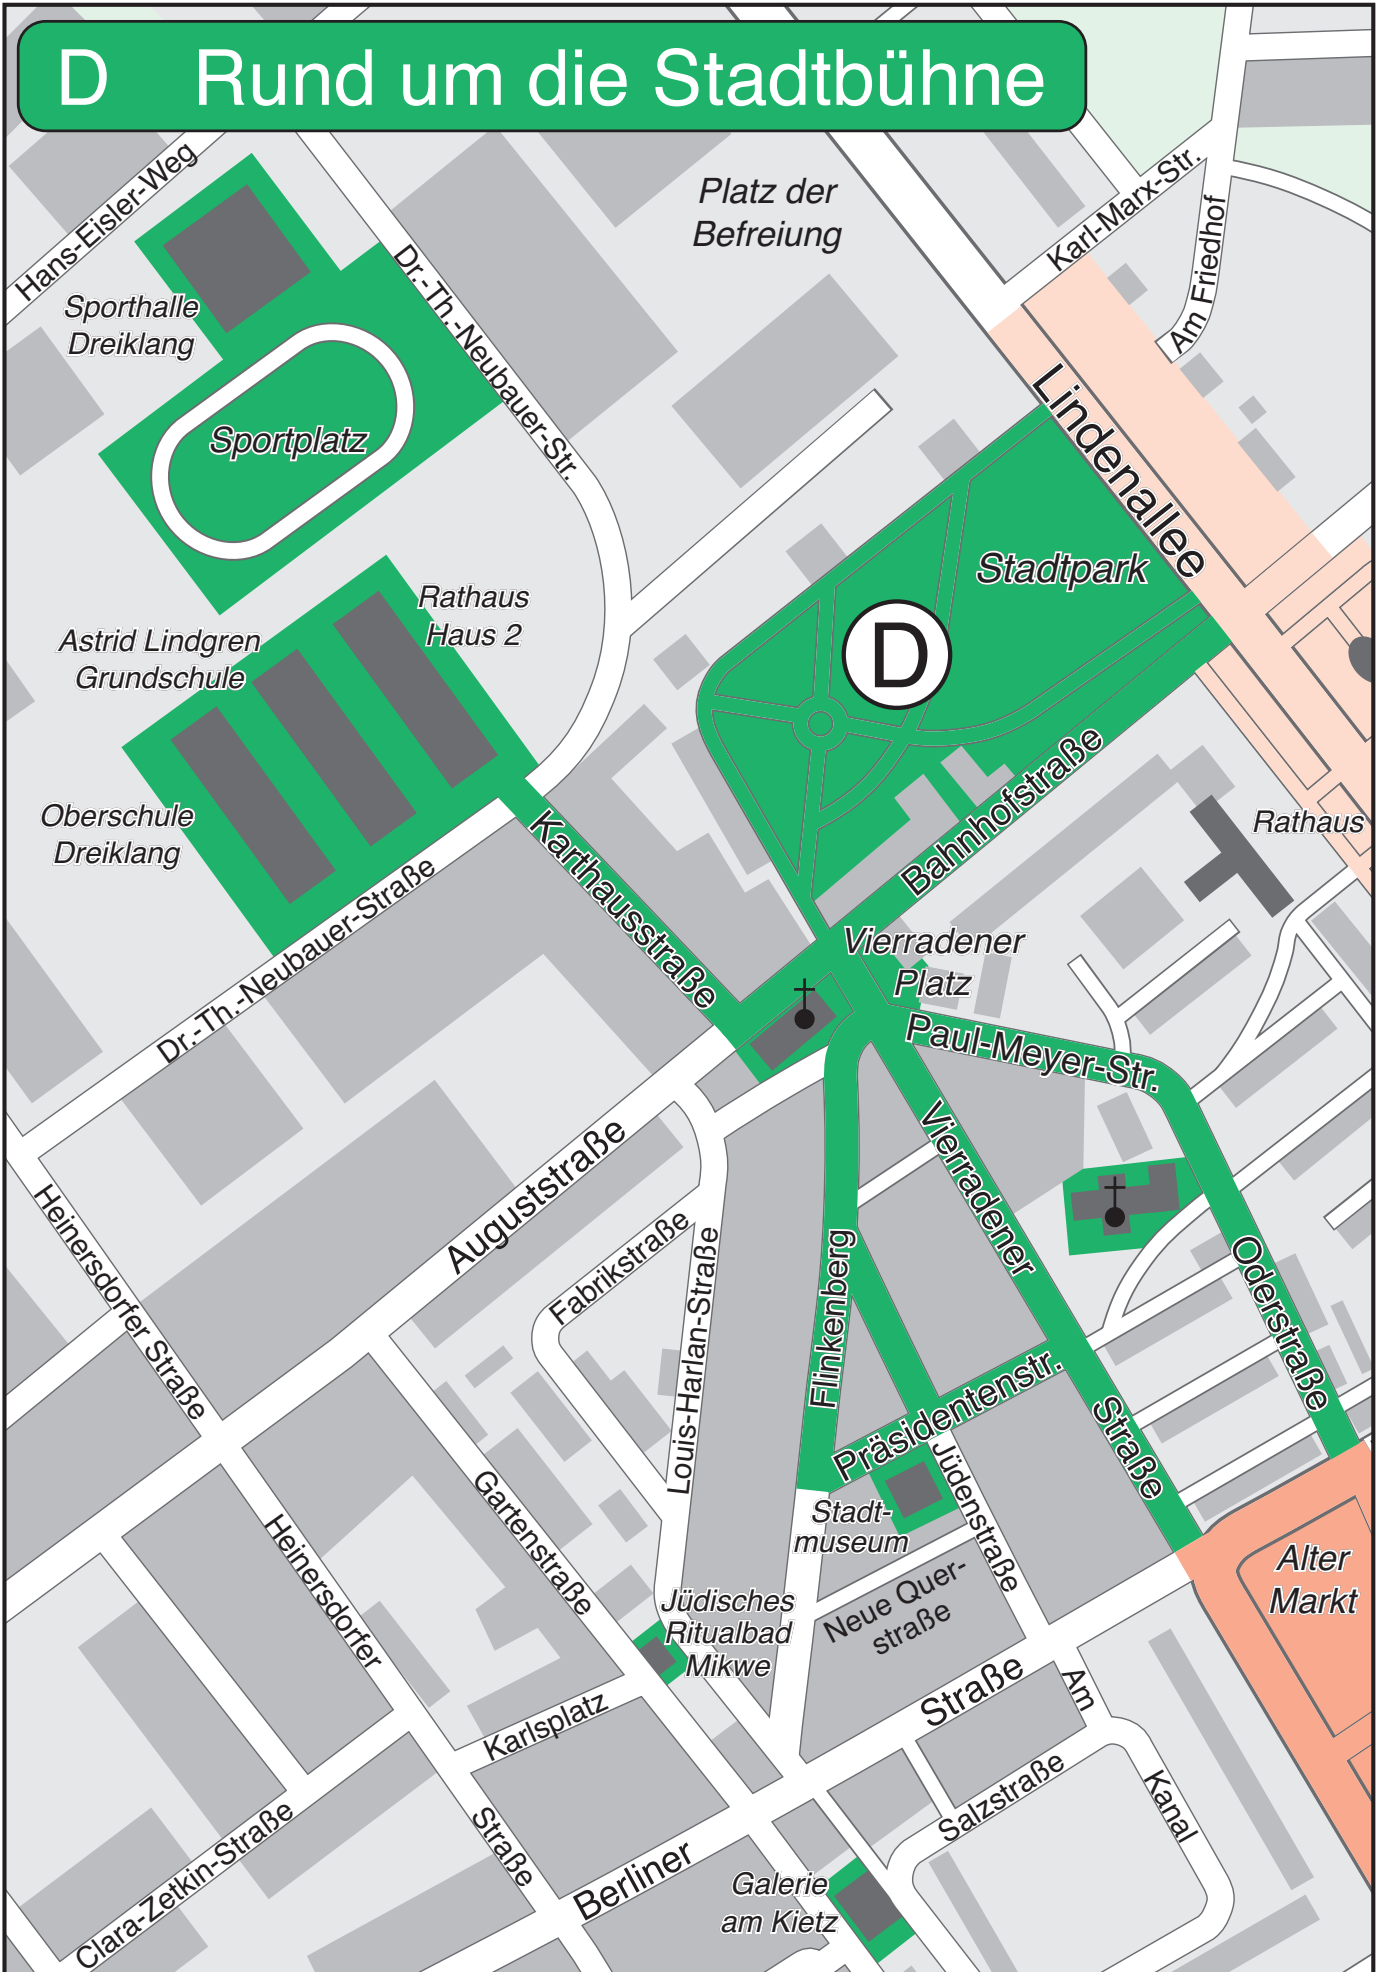 D Rund um die Stadtbühne
Hans-Eisler-Weg
Platz der
Befreiung
Karl-Marx-Str.
Am Friedhof
Sporthalle
Dreiklang
Dr.-Th.-Neubauer-Str.
Sportplatz
Lindenallee
Stadtpark
Rathaus
Haus 2
Astrid Lindgren
Grundschule
D
Oberschule
Dreiklang
Karthausstraße
Bahnhofstraße
Rathaus
Dr.-Th.-Neubauer-Straße
Vierradener
Platz
Paul-Meyer-Str.
Auguststraße
Vierradener
Straße
Heinersdorfer Straße
Fabrikstraße
Louis-Harlan-Straße
Flinkenberg
Oderstraße
Präsidentenstr.
Jüdenstraße
Gartenstraße
Stadt-
museum
Heinersdorfer
Straße
Neue Quer-
straße
Alter
Markt
Jüdisches
Ritualbad
Mikwe
Karlsplatz
Berliner
Straße
Am
Kanal
Salzstraße
Clara-Zetkin-Straße
Galerie
am Kietz